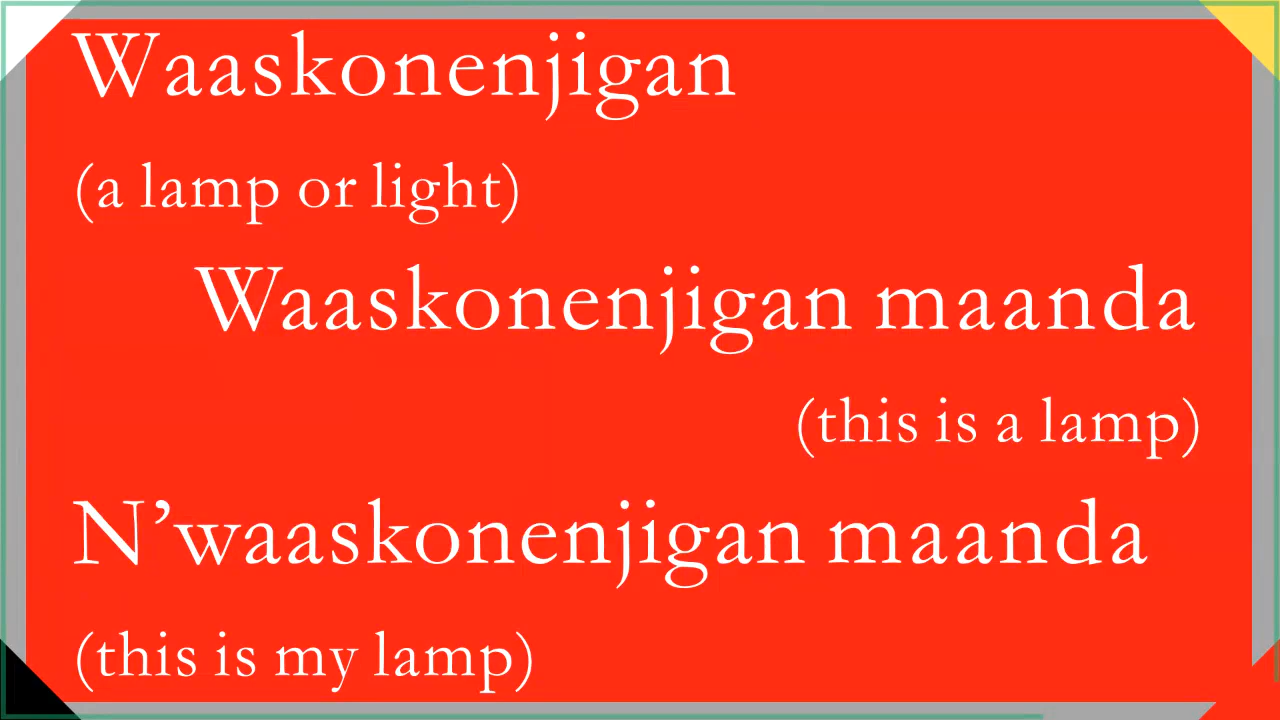 Waaskonenjigan
(a lamp or light)
Waaskonenjigan maanda
(this is a lamp)
N’waaskonenjigan maanda
(this is my lamp)